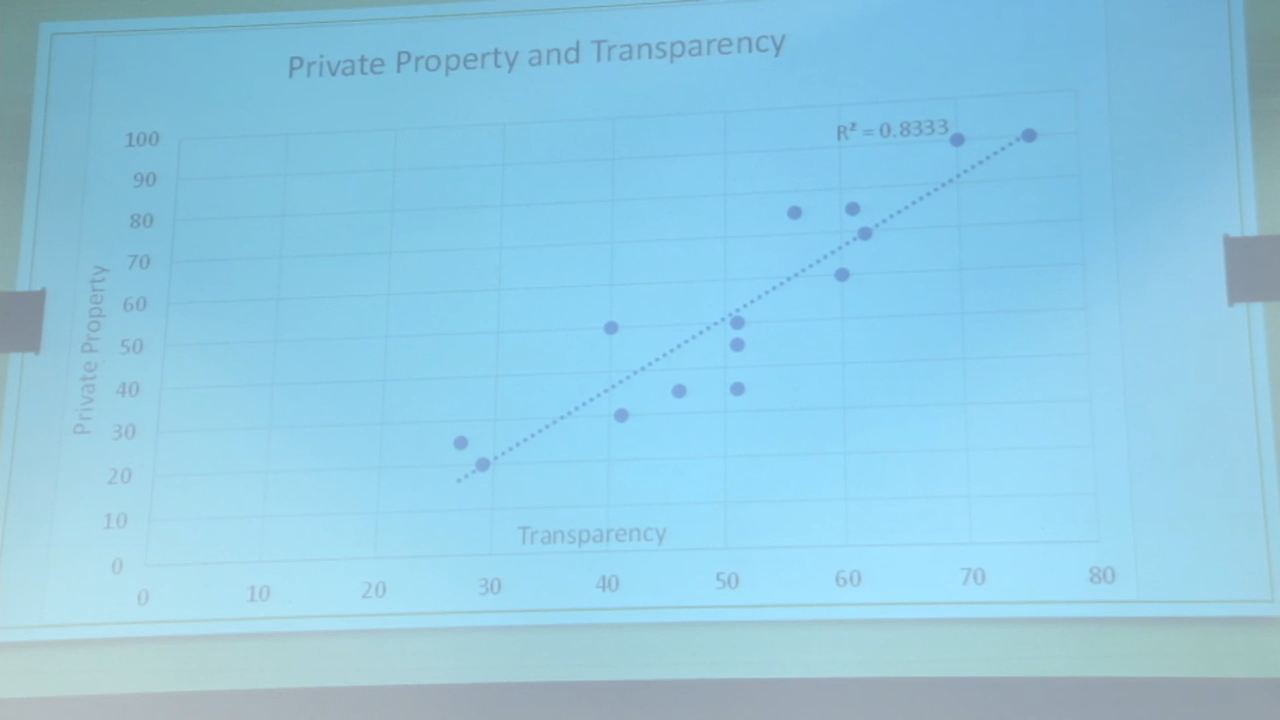 Private Property and Transparency
R² = 0.8333
100
90
80
70
60
50
40
30
20
10
0
Private Property
Transparency
0 10 20 30 40 50 60 70 80